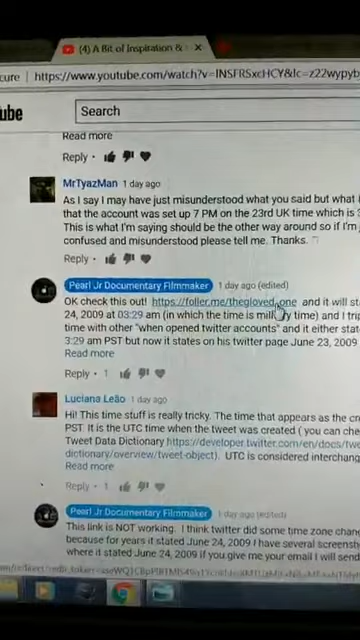 (4) A Bit of Inspiration &
https://www.youtube.com/watch?v=INSFRSxcHCY&lc=z22wypyb
Search
Read more
Reply
MrTyazMan 1 day ago
As I say I may have just misunderstood what you said but what
that the account was set up 7 PM on the 23rd UK time which is
This is what I'm saying should be the other way around so if I'm
confused and misunderstood please tell me. Thanks.
Reply
Pearl Jr Documentary Filmmaker 1 day ago (edited)
OK check this out! https://foller.me/thegloved_one and it will st
24, 2009 at 03:29 am (in which the time is military time) and I tri
time with other "when opened twitter accounts" and it either stat
3:29 am PST but now it states on his twitter page June 23, 2009
Read more
Reply 1
Luciana Leão 1 day ago
Hi! This time stuff is really tricky. The time that appears as the cr
PST. It is the UTC time when the tweet was created ( you can che
Tweet Data Dictionary https://developer.twitter.com/en/docs/twe
dictionary/overview/tweet-object). UTC is considered interchang
Read more
Reply 1
Pearl Jr Documentary Filmmaker 1 day ago (edited)
This link is NOT working. I think twitter did some time zone chan
because for years it stated June 24, 2009 I have several screensh
where it stated June 24, 2009 if you give me your email I will send